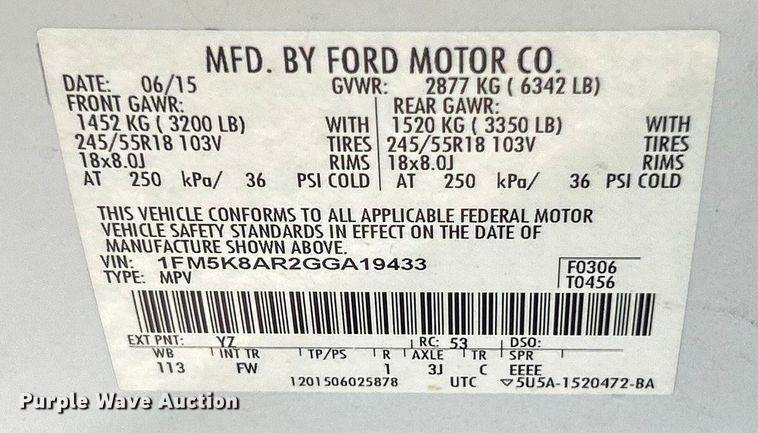 MFD. BY FORD MOTOR CO.
DATE: 06/15 GVWR: 2877 KG ( 6342 LB)
FRONT GAWR: REAR GAWR:
1452 KG ( 3200 LB) WITH 1520 KG ( 3350 LB) WITH
245/55R18 103V TIRES 245/55R18 103V TIRES
18x8.0J RIMS 18x8.0J RIMS
AT 250 kPa/ 36 PSI COLD AT 250 kPa/ 36 PSI COLD
THIS VEHICLE CONFORMS TO ALL APPLICABLE FEDERAL MOTOR
VEHICLE SAFETY STANDARDS IN EFFECT ON THE DATE OF
MANUFACTURE SHOWN ABOVE.
VIN: 1FM5K8AR2GGA19433 F0306
TYPE: MPV T0456
EXT PNT: YZ RC: 53 DSO:
WB INT TR TP/PS R AXLE TR SPR
113 FW 1 3J C EEEE
1201506025878 UTC ▽5U5A-1520472-BA
Purple Wave Auction